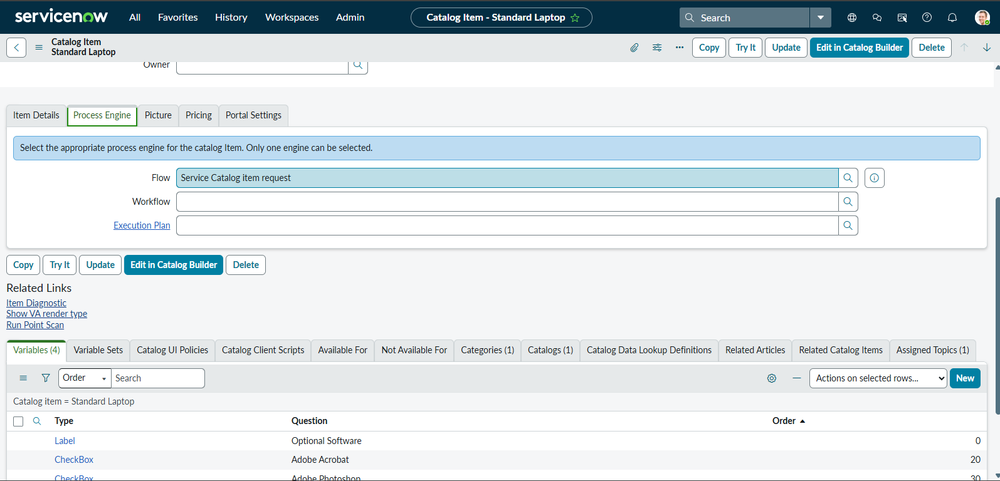 servicenow All Favorites History Workspaces Admin Catalog Item - Standard Laptop Search
Catalog Item
Standard Laptop
Copy Try It Update Edit in Catalog Builder Delete
Owner
Item Details Process Engine Picture Pricing Portal Settings
Select the appropriate process engine for the catalog Item. Only one engine can be selected.
Flow Service Catalog item request
Workflow
Execution Plan
Copy Try It Update Edit in Catalog Builder Delete
Related Links
Item Diagnostic
Show VA render type
Run Point Scan
Variables (4) Variable Sets Catalog UI Policies Catalog Client Scripts Available For Not Available For Categories (1) Catalogs (1) Catalog Data Lookup Definitions Related Articles Related Catalog Items Assigned Topics (1)
Order Search Actions on selected rows... New
Catalog item = Standard Laptop
Type Question Order
Label Optional Software 0
CheckBox Adobe Acrobat 20
CheckBox Adobe Photoshop 30